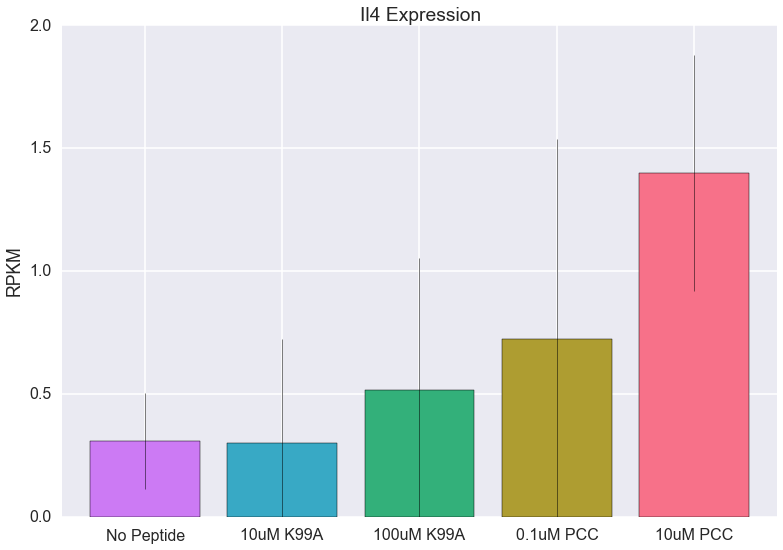 Il4 Expression
2.0
1.5
1.0
0.5
0.0
RPKM
No Peptide
10uM K99A
100uM K99A
0.1uM PCC
10uM PCC